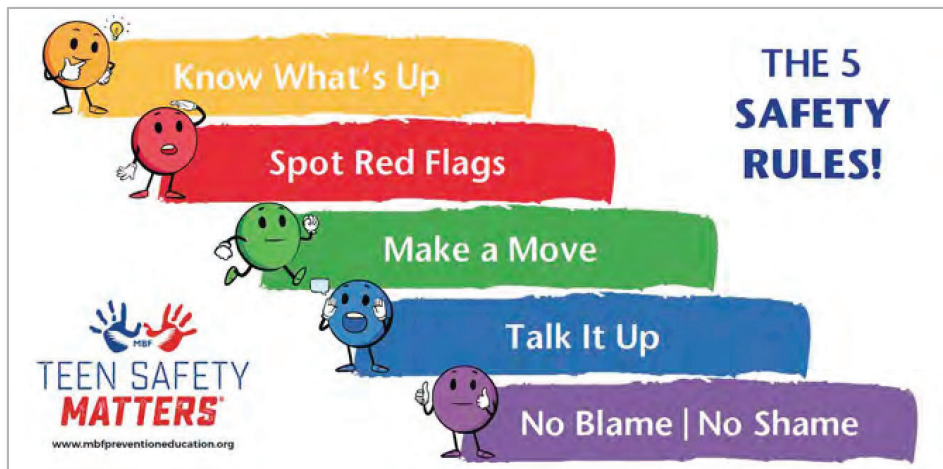 THE 5
SAFETY
RULES!
Know What's Up
Spot Red Flags
Make a Move
Talk It Up
No Blame | No Shame
MBF
TEEN SAFETY
MATTERS®
www.mbfpreventioneducation.org